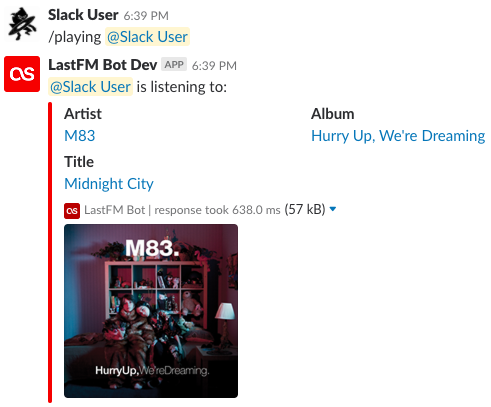 Slack User 6:39 PM
/playing @Slack User
LastFM Bot Dev APP 6:39 PM
@Slack User is listening to:
Artist
M83
Album
Hurry Up, We're Dreaming
Title
Midnight City
LastFM Bot | response took 638.0 ms (57 kB)
M83.
HurryUp,We'reDreaming.